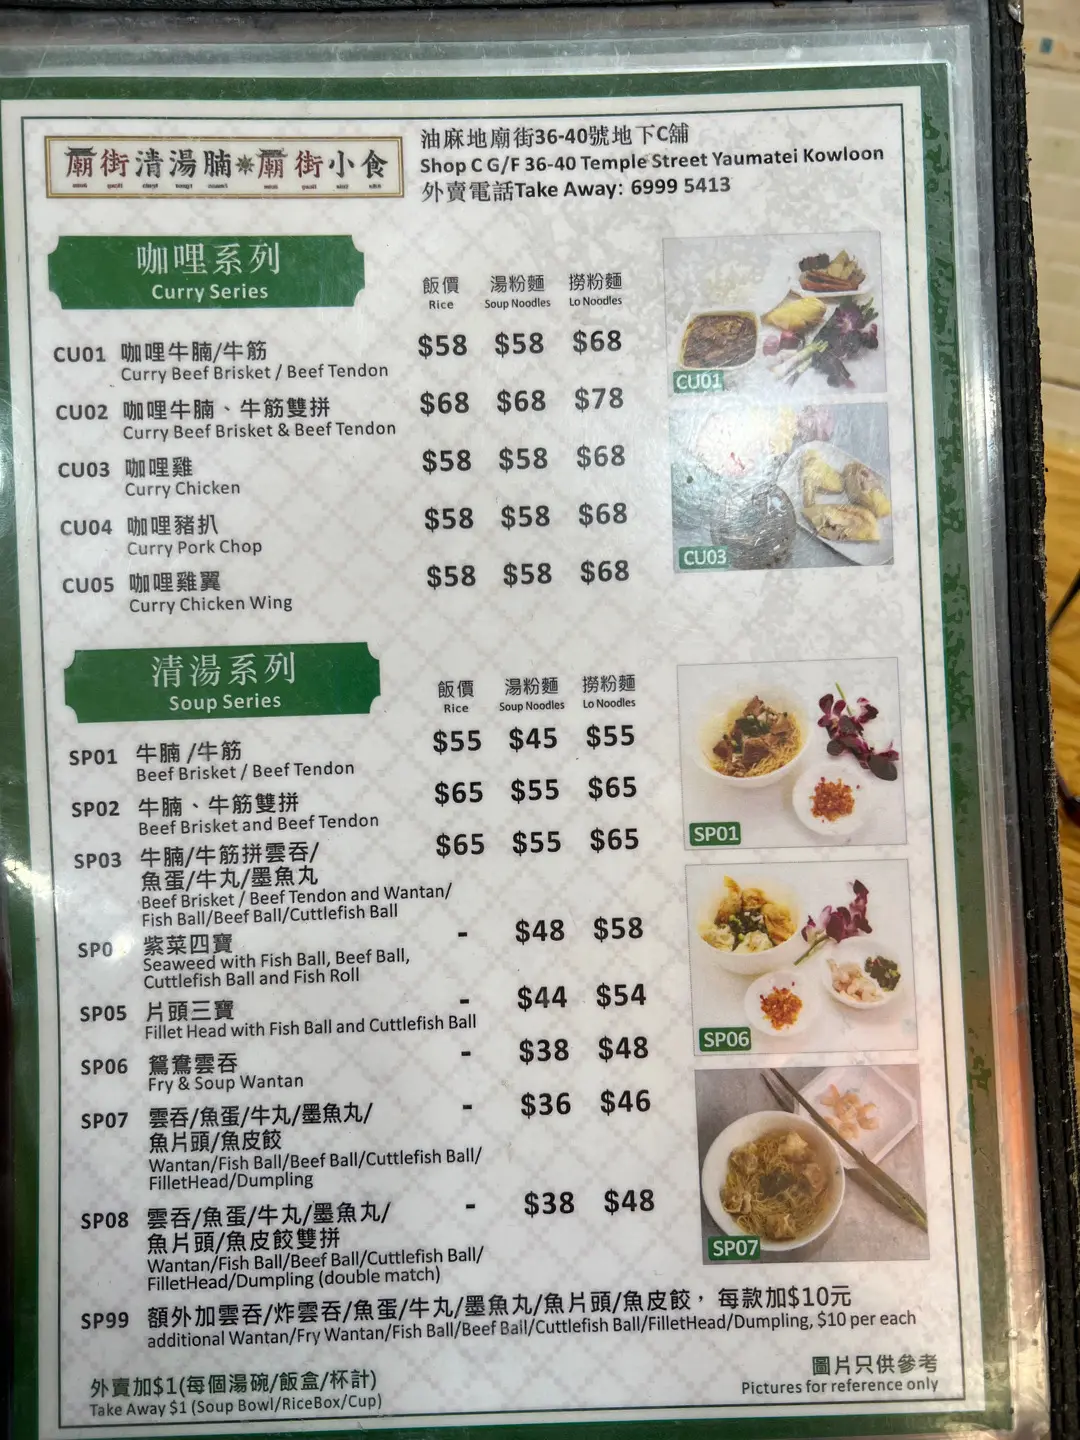 廟街清湯腩*廟街小食
油麻地廟街36-40號地下C舖
Shop C G/F 36-40 Temple Street Yaumatei Kowloon
外賣電話Take Away: 6999 5413
咖哩系列
Curry Series
飯價 湯粉麵 撈粉麵
Rice Soup Noodles Lo Noodles
CU01 咖哩牛腩/牛筋 $58 $58 $68
Curry Beef Brisket / Beef Tendon
CU02 咖哩牛腩、牛筋雙拼 $68 $68 $78
Curry Beef Brisket & Beef Tendon
CU03 咖哩雞 $58 $58 $68
Curry Chicken
CU04 咖哩豬扒 $58 $58 $68
Curry Pork Chop
CU05 咖哩雞翼 $58 $58 $68
Curry Chicken Wing
CU01
CU03
清湯系列
Soup Series
飯價 湯粉麵 撈粉麵
Rice Soup Noodles Lo Noodles
SP01 牛腩 /牛筋 $55 $45 $55
Beef Brisket / Beef Tendon
SP02 牛腩、牛筋雙拼 $65 $55 $65
Beef Brisket and Beef Tendon
SP03 牛腩/牛筋拼雲吞/ $65 $55 $65
魚蛋/牛丸/墨魚丸
Beef Brisket / Beef Tendon and Wantan/
Fish Ball/Beef Ball/Cuttlefish Ball
SP0 紫菜四寶 - $48 $58
Seaweed with Fish Ball, Beef Ball,
Cuttlefish Ball and Fish Roll
SP05 片頭三寶 - $44 $54
Fillet Head with Fish Ball and Cuttlefish Ball
SP06 鴛鴦雲吞 - $38 $48
Fry & Soup Wantan
SP07 雲吞/魚蛋/牛丸/墨魚丸/ - $36 $46
魚片頭/魚皮餃
Wantan/Fish Ball/Beef Ball/Cuttlefish Ball/
FilletHead/Dumpling
SP08 雲吞/魚蛋/牛丸/墨魚丸/ - $38 $48
魚片頭/魚皮餃雙拼
Wantan/Fish Ball/Beef Ball/Cuttlefish Ball/
FilletHead/Dumpling (double match)
SP99 額外加雲吞/炸雲吞/魚蛋/牛丸/墨魚丸/魚片頭/魚皮餃，每款加$10元
additional Wantan/Fry Wantan/Fish Ball/Beef Ball/Cuttlefish Ball/FilletHead/Dumpling, $10 per each
SP01
SP06
SP07
外賣加$1(每個湯碗/飯盒/杯計)
Take Away $1 (Soup Bowl/RiceBox/Cup)
圖片只供參考
Pictures for reference only